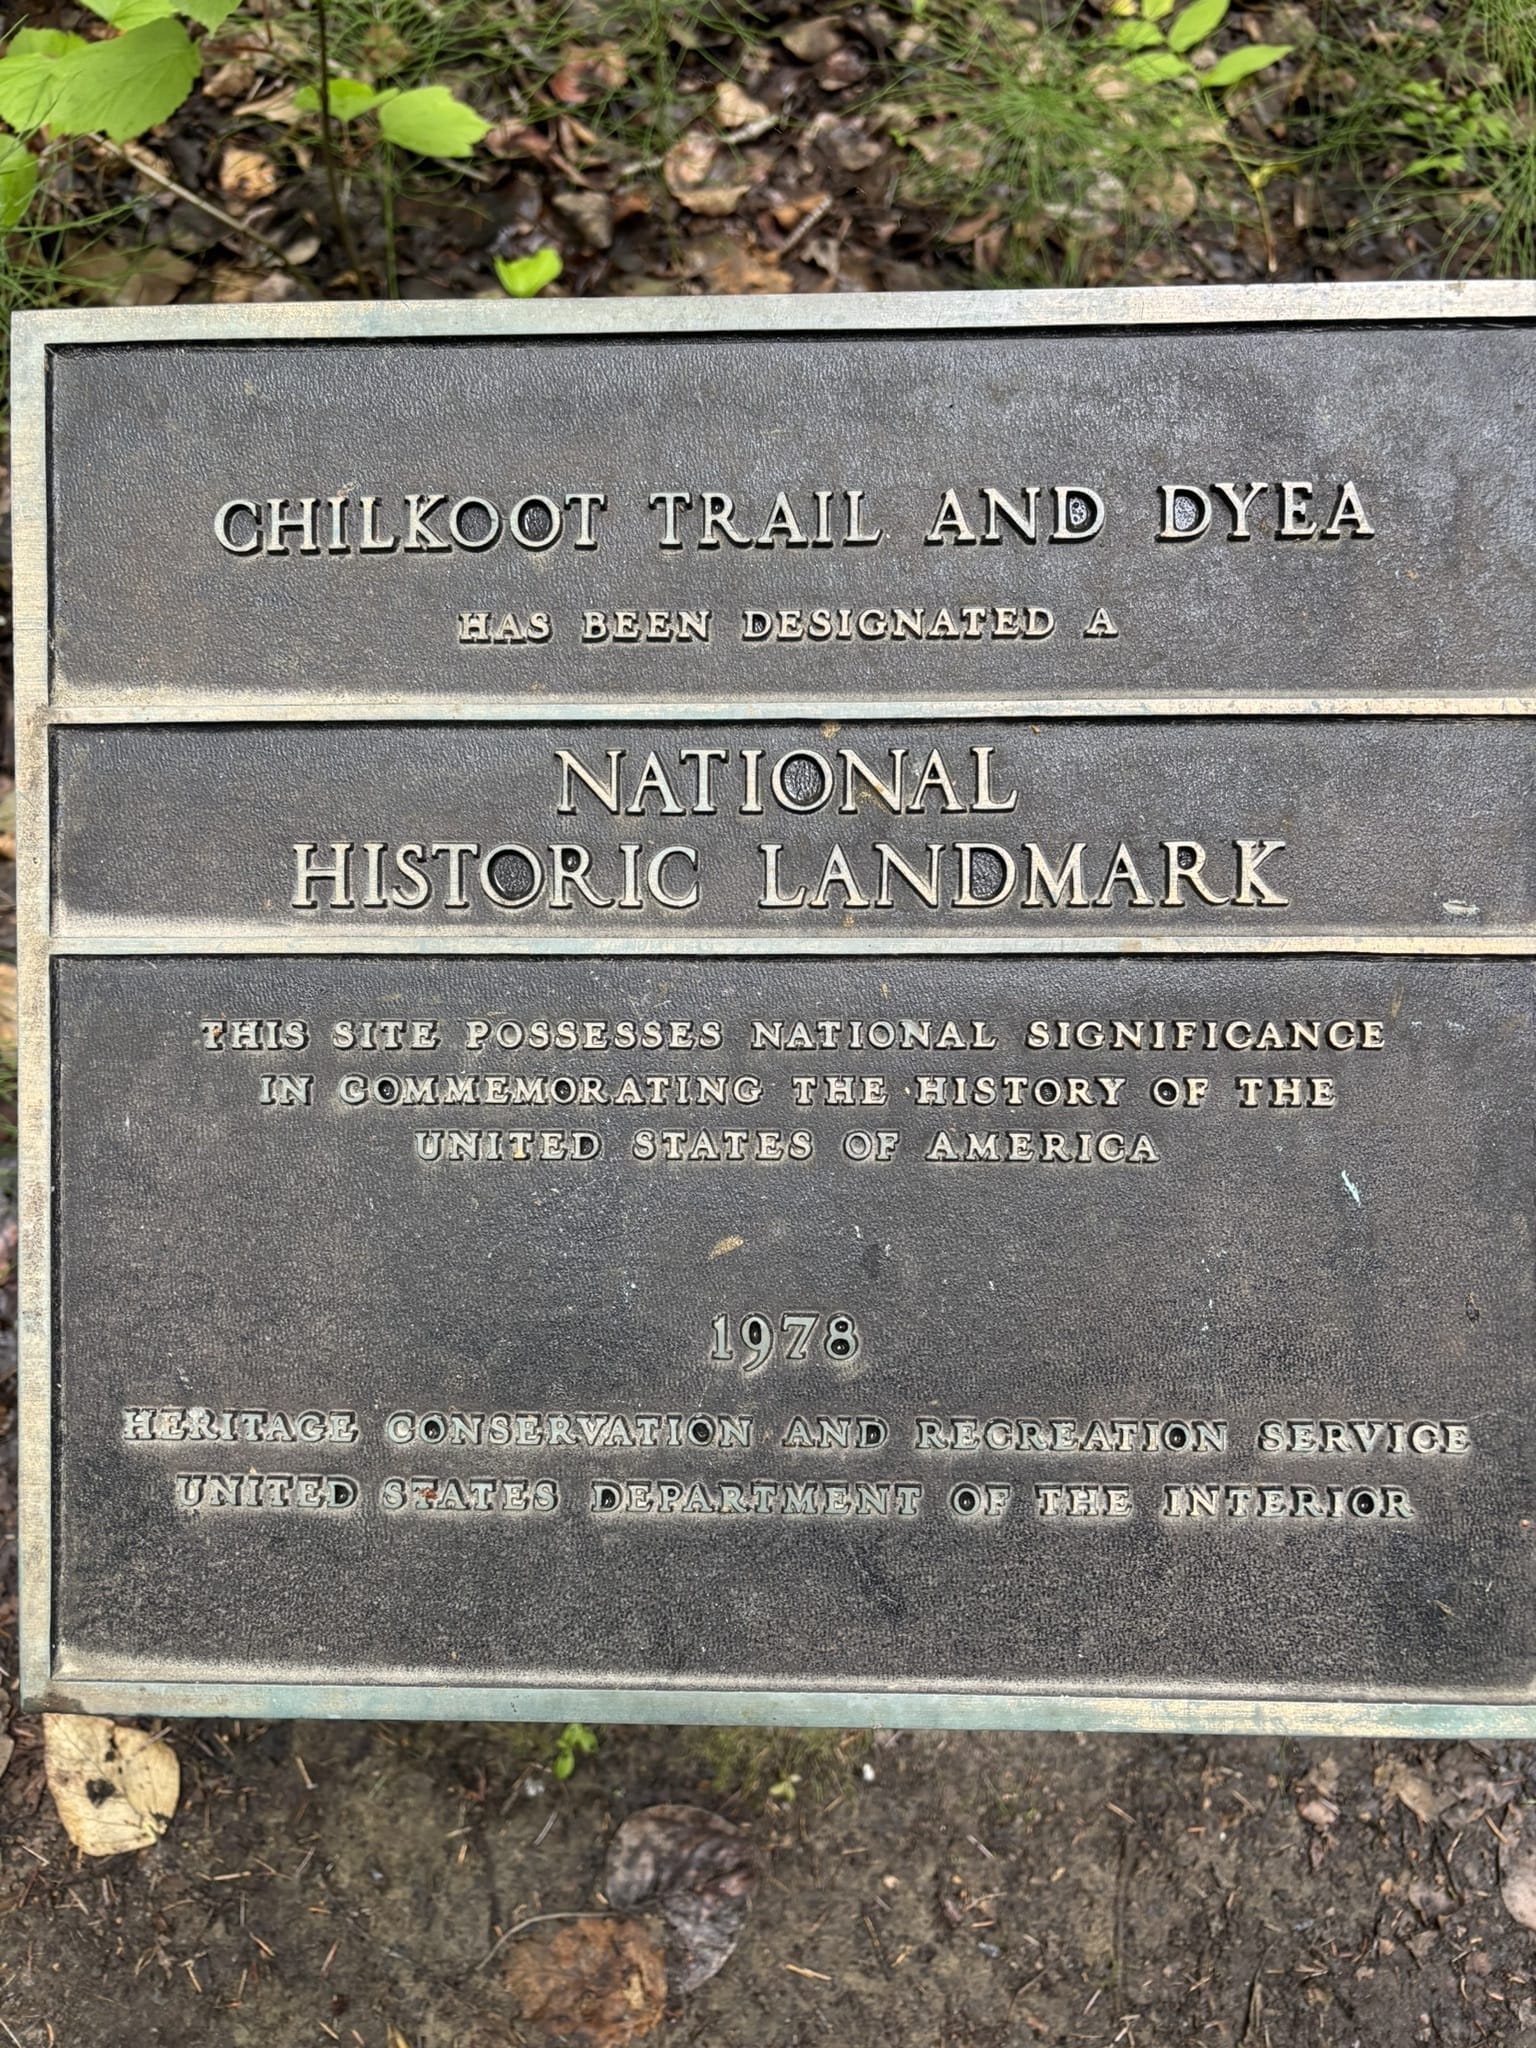 CHILKOOT TRAIL AND DYEA
HAS BEEN DESIGNATED A
NATIONAL
HISTORIC LANDMARK
THIS SITE POSSESSES NATIONAL SIGNIFICANCE
IN COMMEMORATING THE HISTORY OF THE
UNITED STATES OF AMERICA
1978
HERITAGE CONSERVATION AND RECREATION SERVICE
UNITED STATES DEPARTMENT OF THE INTERIOR